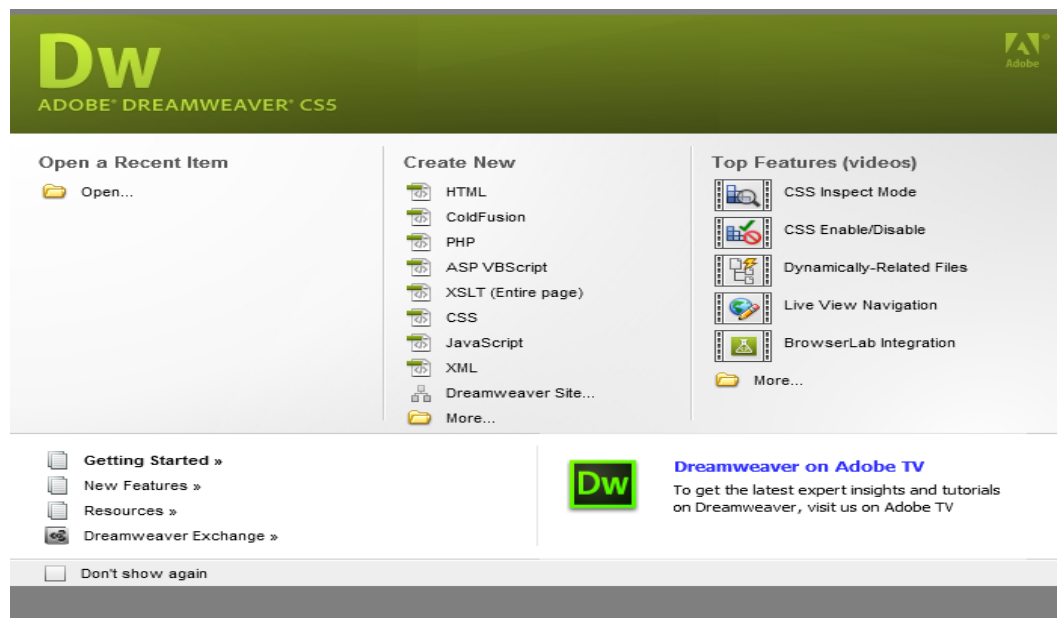 Dw
ADOBE® DREAMWEAVER® CS5
Adobe
Open a Recent Item
Open...
Create New
HTML
ColdFusion
PHP
ASP VBScript
XSLT (Entire page)
CSS
JavaScript
XML
Dreamweaver Site...
More...
Top Features (videos)
CSS Inspect Mode
CSS Enable/Disable
Dynamically-Related Files
Live View Navigation
BrowserLab Integration
More...
Getting Started »
New Features »
Resources »
Dreamweaver Exchange »
Dw
Dreamweaver on Adobe TV
To get the latest expert insights and tutorials
on Dreamweaver, visit us on Adobe TV
Don't show again